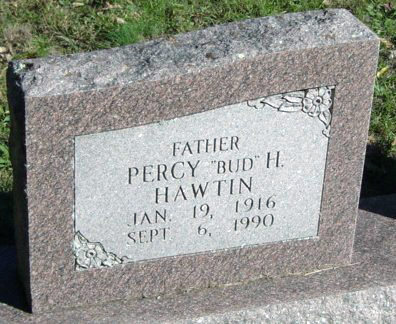 FATHER
PERCY "BUD" H.
HAWTIN
JAN. 19, 1916
SEPT. 6, 1990